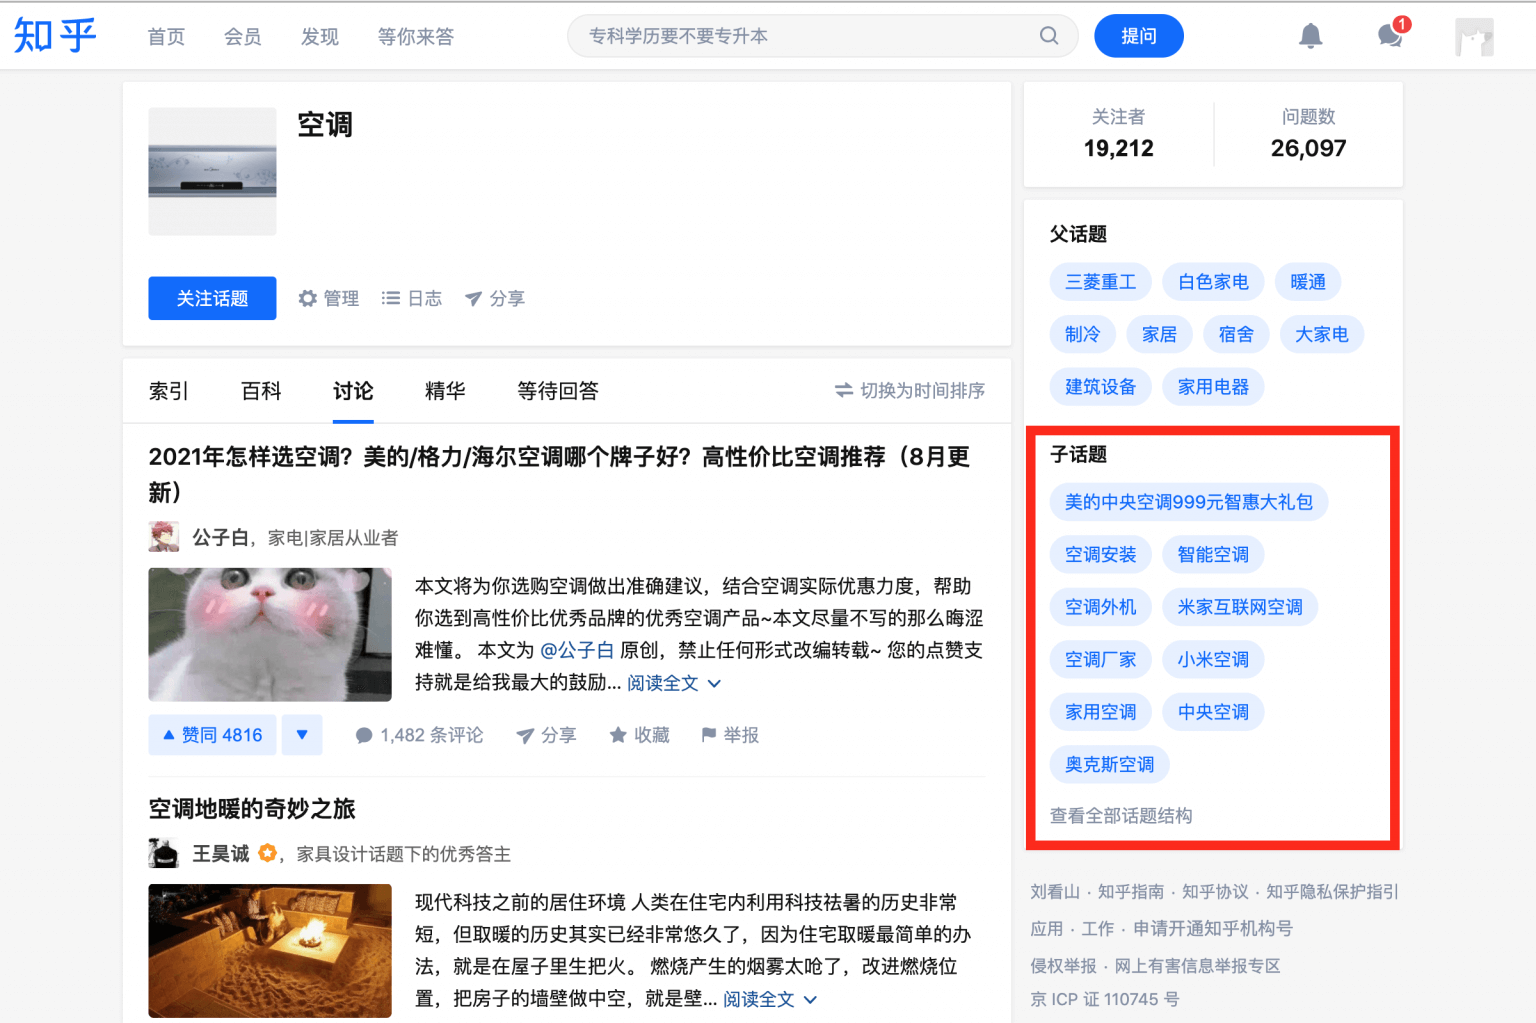 知乎
首页 会员 发现 等你来答
专科学历要不要专升本
提问
1
空调
关注话题 管理 日志 分享
索引 百科 讨论 精华 等待回答 切换为时间排序
2021年怎样选空调？美的/格力/海尔空调哪个牌子好？高性价比空调推荐（8月更
新）
公子白，家电|家居从业者
本文将为你选购空调做出准确建议，结合空调实际优惠力度，帮助
你选到高性价比优秀品牌的优秀空调产品~本文尽量不写的那么晦涩
难懂。 本文为 @公子白 原创，禁止任何形式改编转载~ 您的点赞支
持就是给我最大的鼓励... 阅读全文
赞同 4816 1,482 条评论 分享 收藏 举报
空调地暖的奇妙之旅
王昊诚，家具设计话题下的优秀答主
现代科技之前的居住环境 人类在住宅内利用科技祛暑的历史非常
短，但取暖的历史其实已经非常悠久了，因为住宅取暖最简单的办
法，就是在屋子里生把火。 燃烧产生的烟雾太呛了，改进燃烧位
置，把房子的墙壁做中空，就是壁... 阅读全文
关注者 问题数
19,212 26,097
父话题
三菱重工 白色家电 暖通
制冷 家居 宿舍 大家电
建筑设备 家用电器
子话题
美的中央空调999元智惠大礼包
空调安装 智能空调
空调外机 米家互联网空调
空调厂家 小米空调
家用空调 中央空调
奥克斯空调
查看全部话题结构
刘看山 · 知乎指南 · 知乎协议 · 知乎隐私保护指引
应用 · 工作 · 申请开通知乎机构号
侵权举报 · 网上有害信息举报专区
京 ICP 证 110745 号